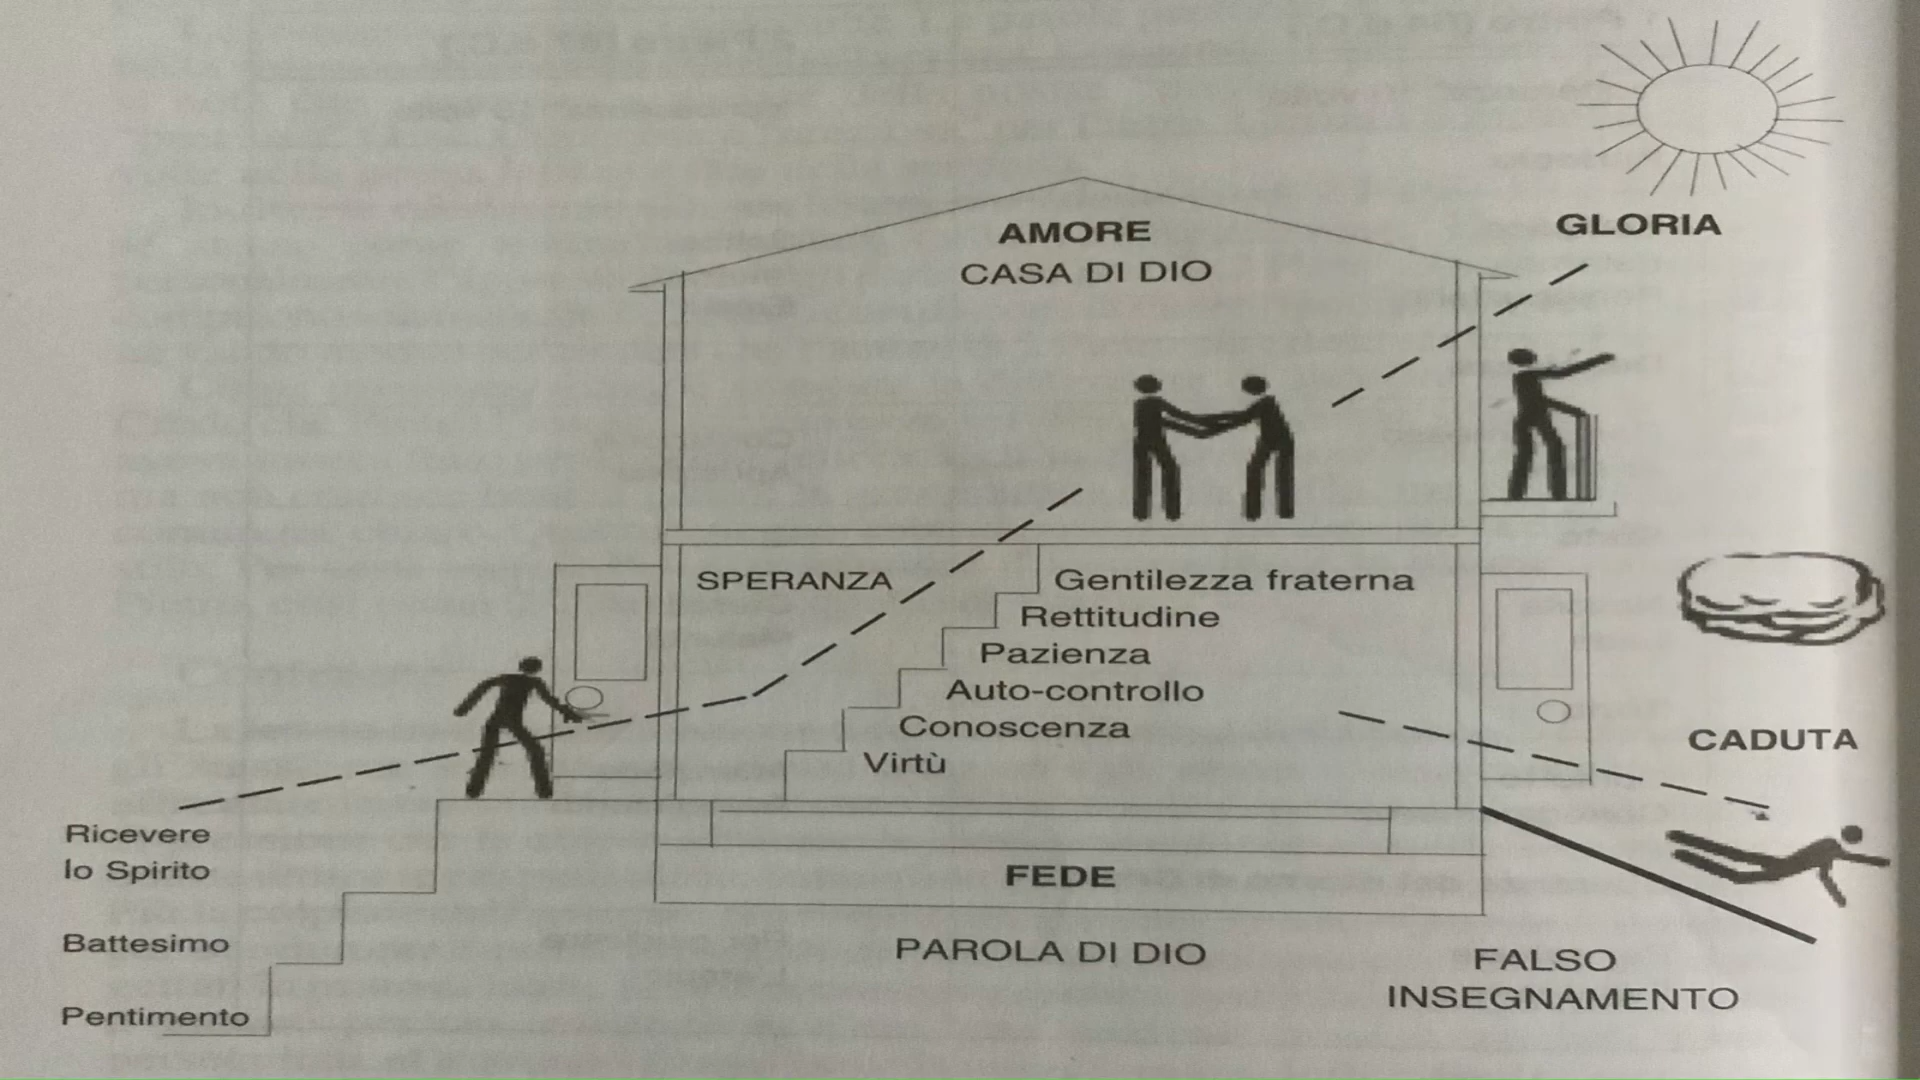 GLORIA
AMORE
CASA DI DIO
SPERANZA
Gentilezza fraterna
Rettitudine
Pazienza
Auto-controllo
Conoscenza
Virtù
CADUTA
Ricevere
lo Spirito
Battesimo
Pentimento
FEDE
PAROLA DI DIO
FALSO
INSEGNAMENTO